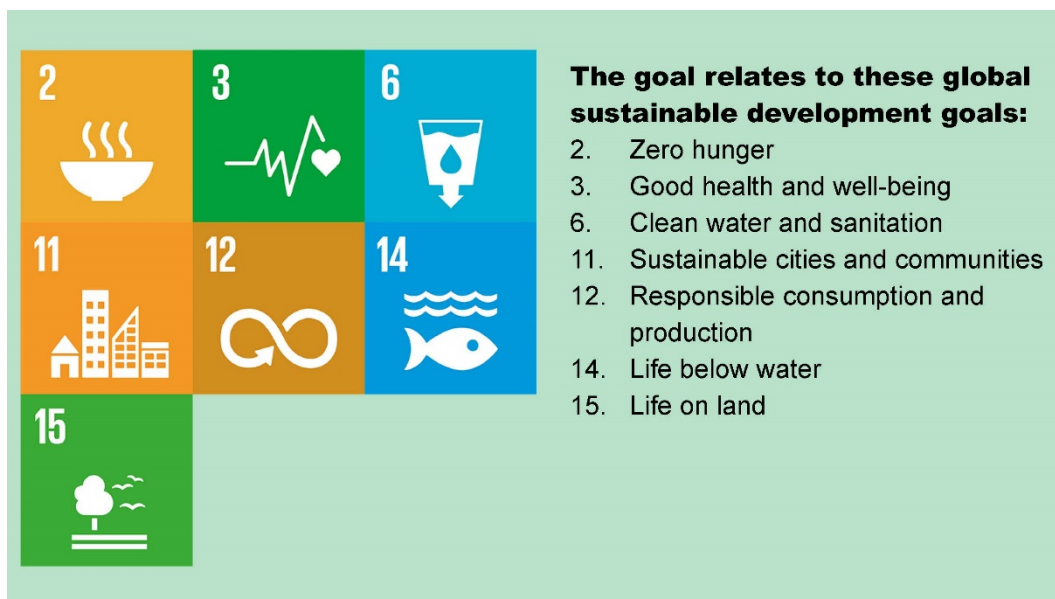 2
3
6
11
12
14
15
The goal relates to these global
sustainable development goals:
2. Zero hunger
3. Good health and well-being
6. Clean water and sanitation
11. Sustainable cities and communities
12. Responsible consumption and
production
14. Life below water
15. Life on land